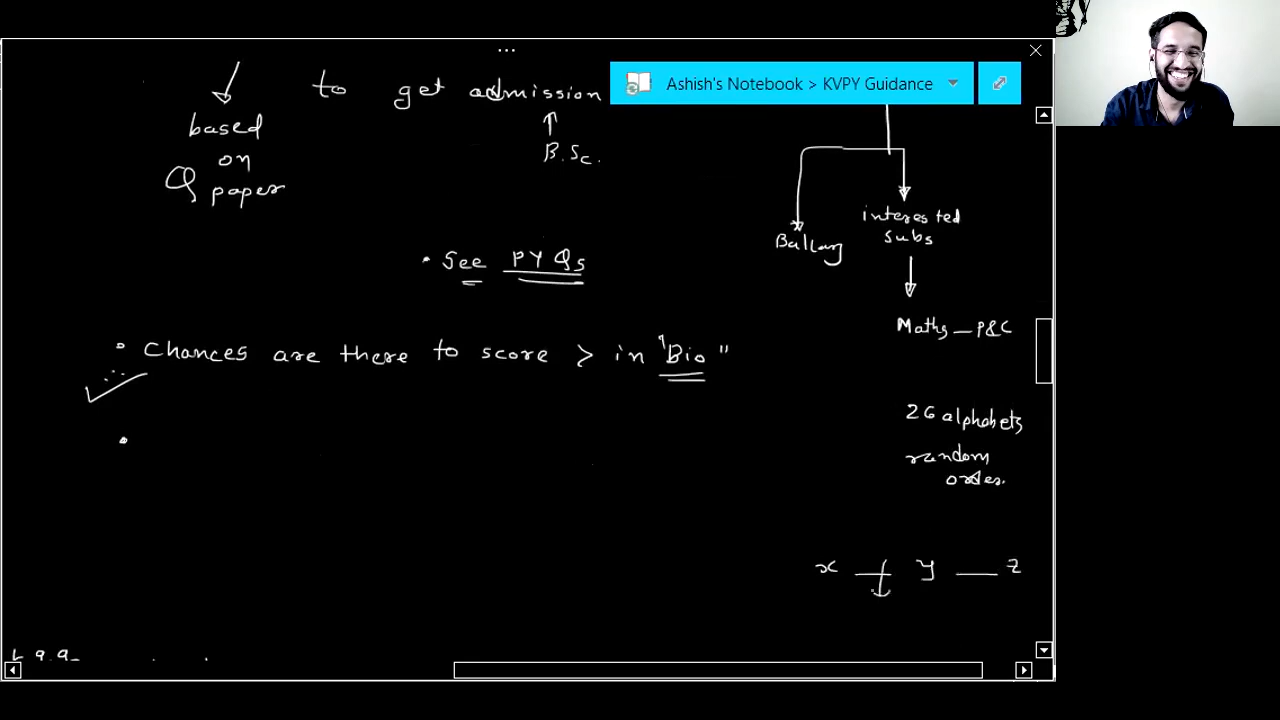 to get admission
Ashish's Notebook > KVPY Guidance
based
on
Q paper
B.Sc.
interested
subs
• See PYQs
Maths — P&C
• Chances are there to score > in "Bio"
26 alphabets
random
order.
x — y — z